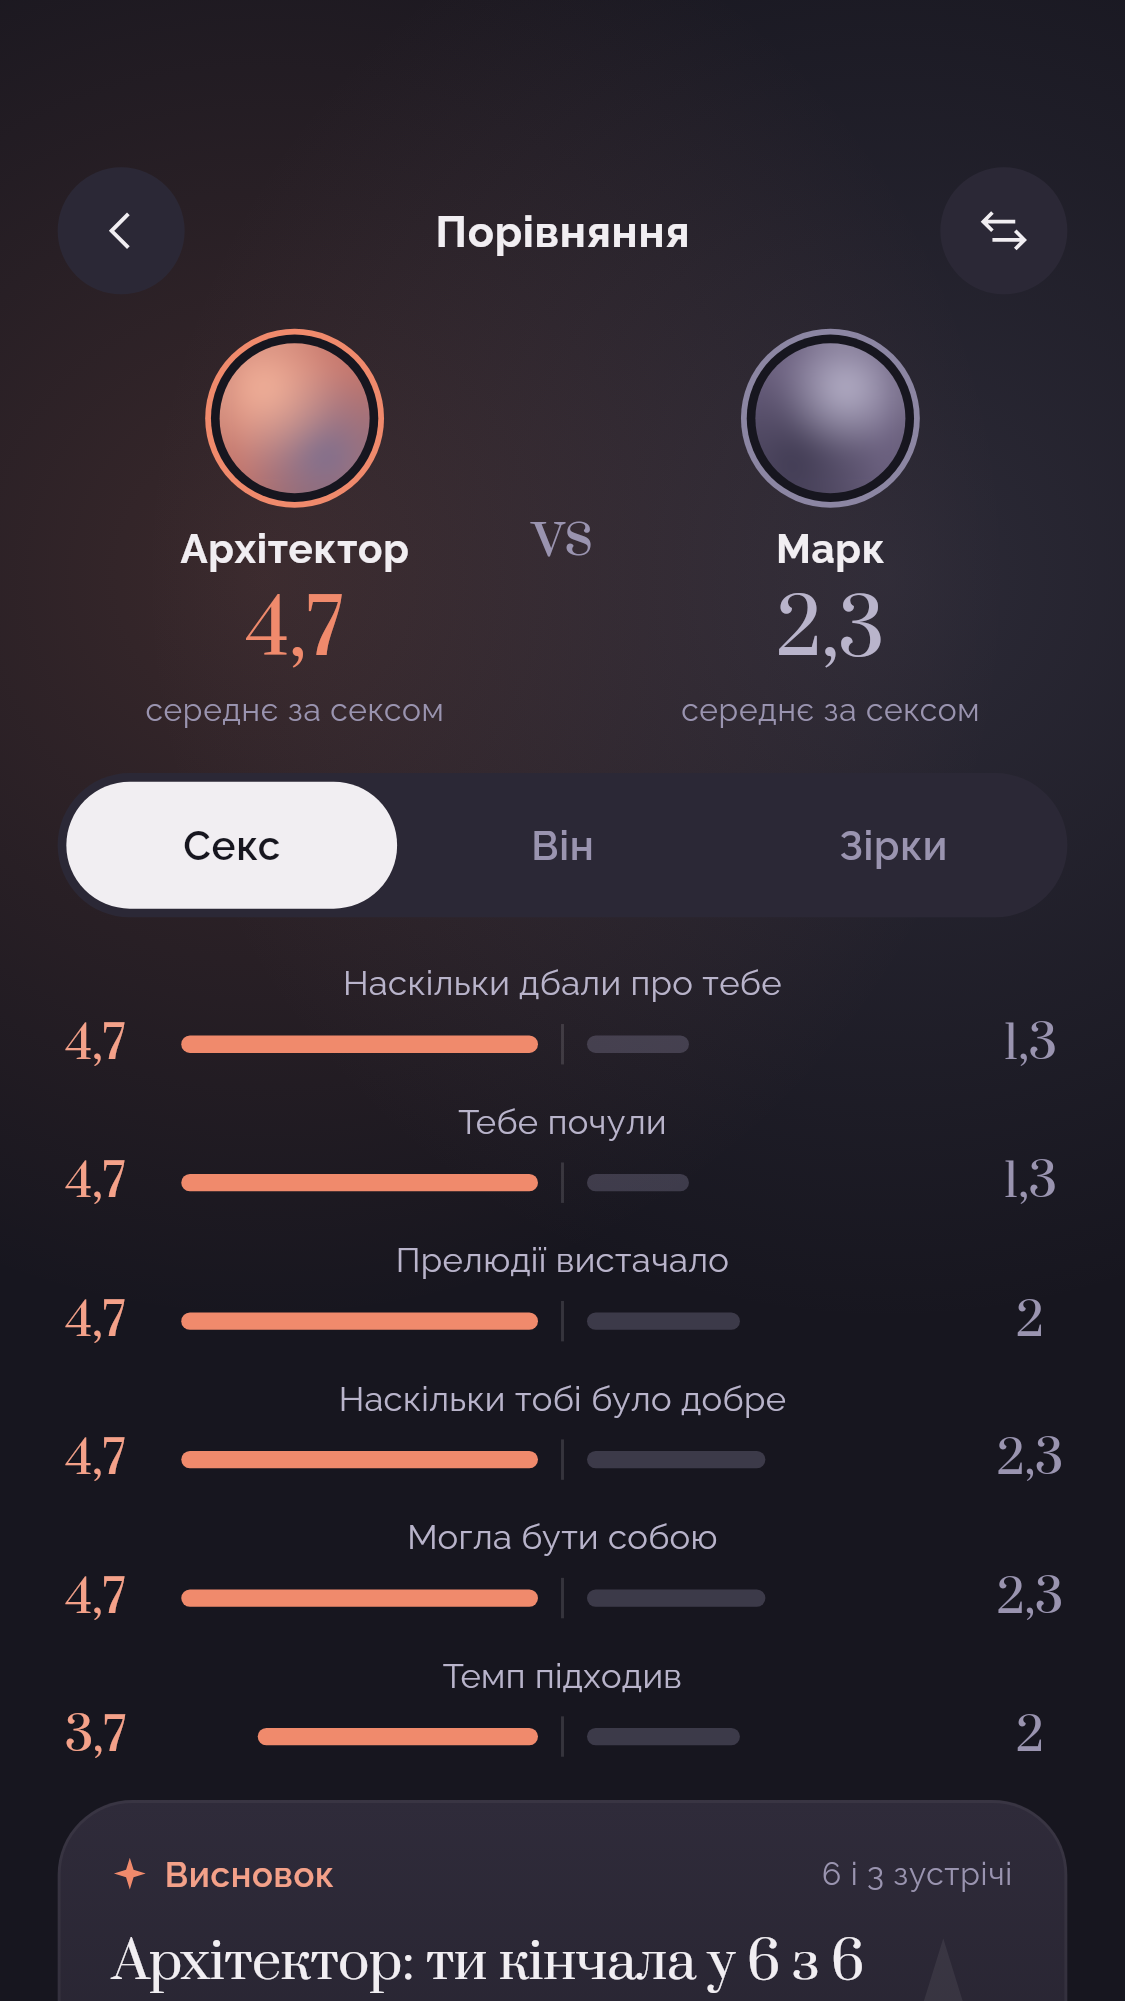 Порівняння
Архітектор
vs
Марк
4,7
2,3
середнє за сексом
середнє за сексом
Секс
Він
Зірки
Наскільки дбали про тебе
4,7
1,3
Тебе почули
4,7
1,3
Прелюдії вистачало
4,7
2
Наскільки тобі було добре
4,7
2,3
Могла бути собою
4,7
2,3
Темп підходив
3,7
2
Висновок
6 і 3 зустрічі
Архітектор: ти кінчала у 6 з 6